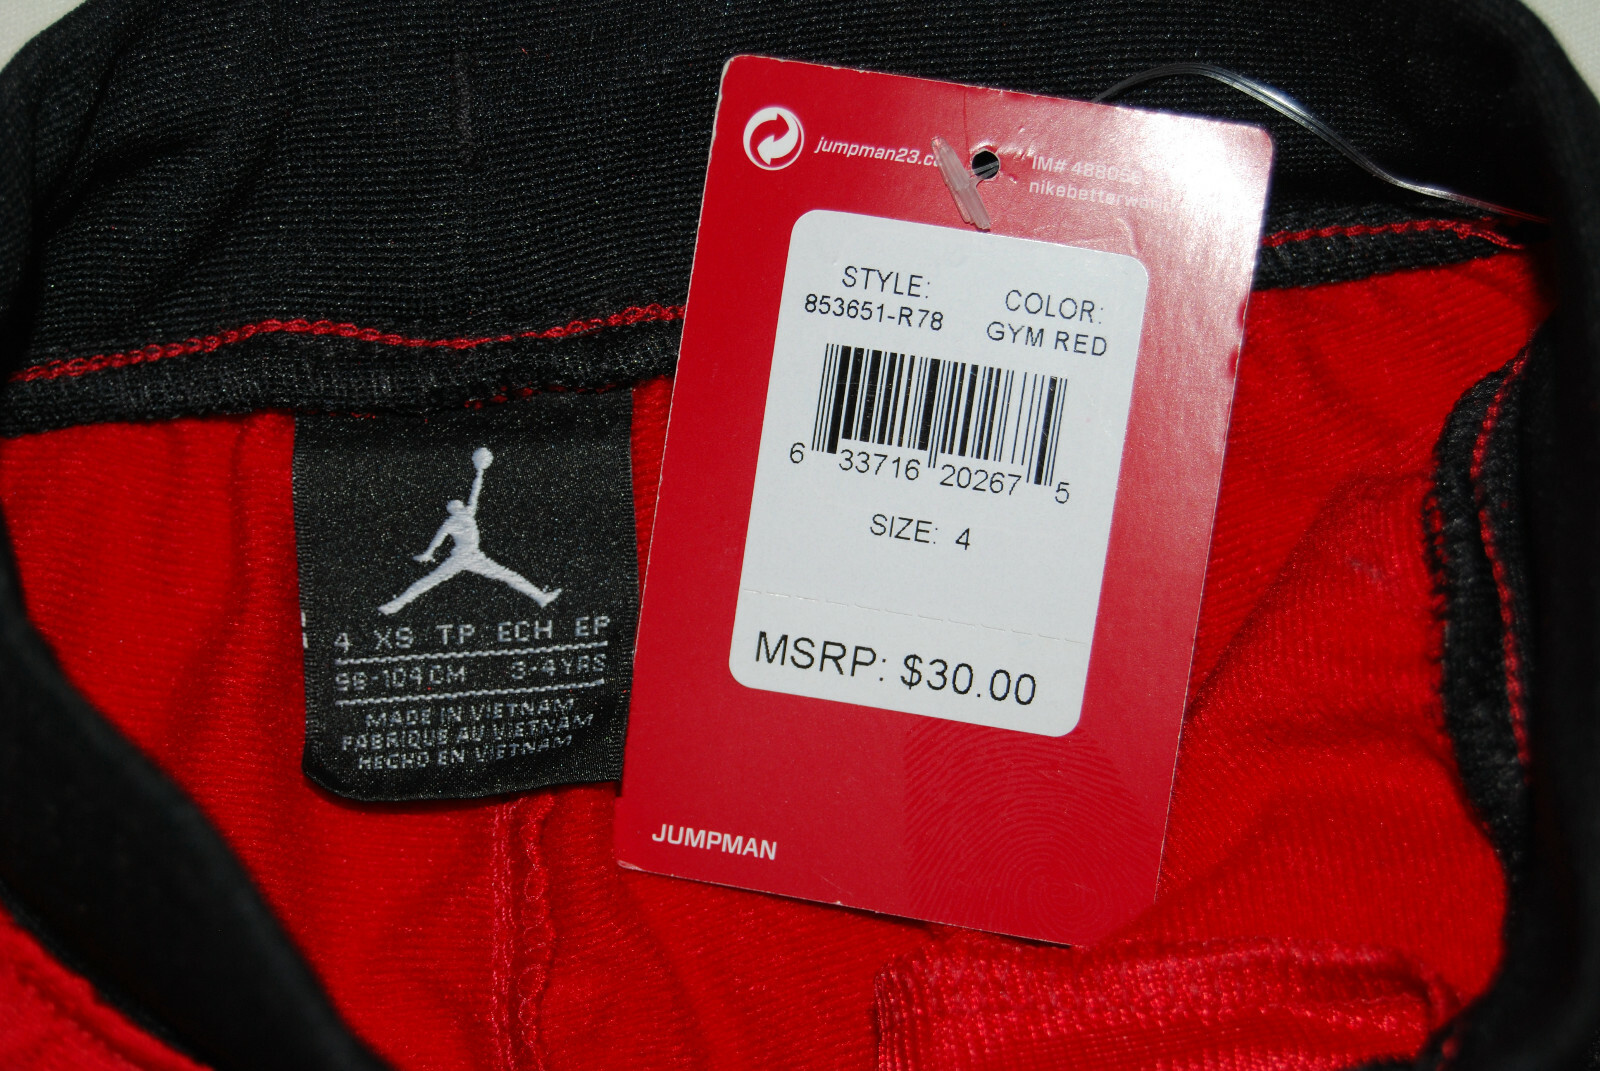 jumpman23.c
IM# 48805
nikebetterwor
STYLE:
853651-R78
COLOR:
GYM RED
6 33716 20267 5
SIZE: 4
MSRP: $30.00
JUMPMAN
4 XS TP ECH EP
98-104 CM 3-4 YRS
MADE IN VIETNAM
FABRIQUE AU VIETNAM
HECHO EN VIETNAM